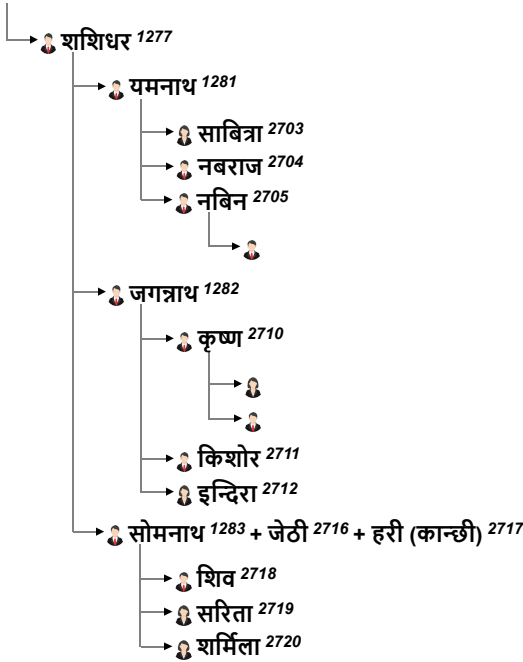 शशिधर 1277
यमनाथ 1281
साबित्रा 2703
नबराज 2704
नबिन 2705
जगन्नाथ 1282
कृष्ण 2710
किशोर 2711
इन्दिरा 2712
सोमनाथ 1283 + जेठी 2716 + हरी (कान्छी) 2717
शिव 2718
सरिता 2719
शर्मिला 2720